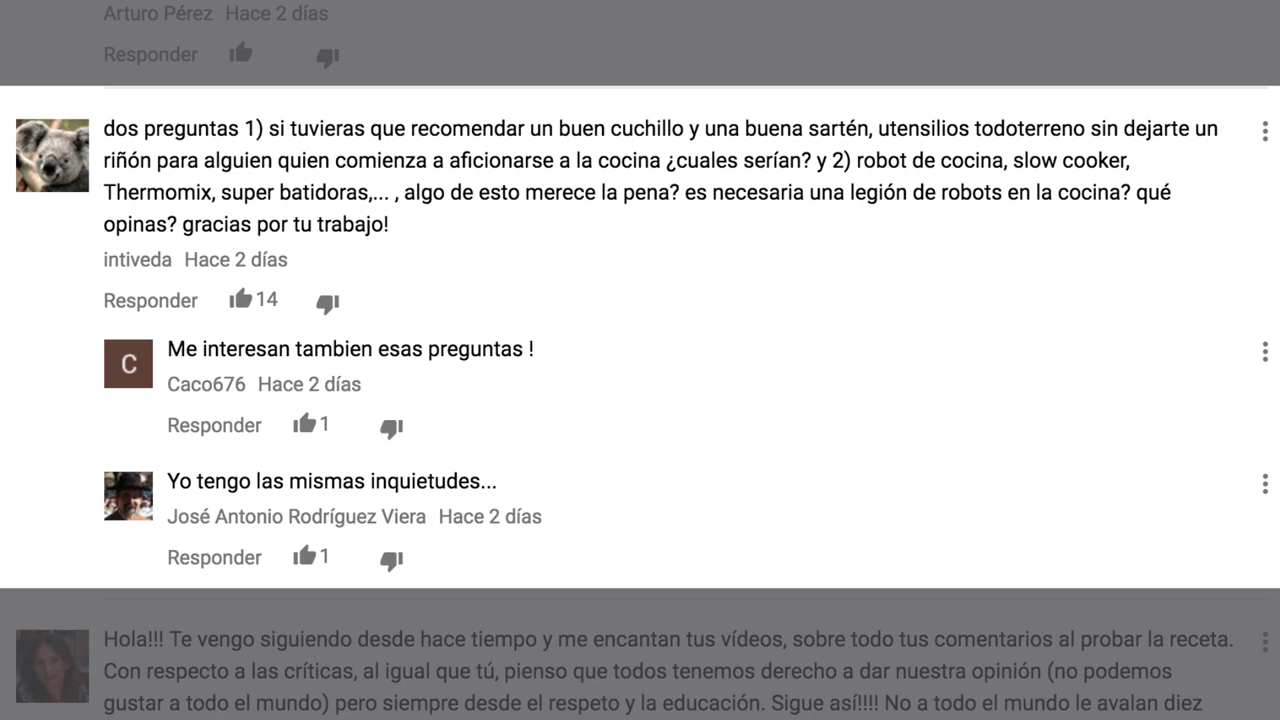 Arturo Pérez Hace 2 días
Responder
dos preguntas 1) si tuvieras que recomendar un buen cuchillo y una buena sartén, utensilios todoterreno sin dejarte un
riñón para alguien quien comienza a aficionarse a la cocina ¿cuales serían? y 2) robot de cocina, slow cooker,
Thermomix, super batidoras,... , algo de esto merece la pena? es necesaria una legión de robots en la cocina? qué
opinas? gracias por tu trabajo!
intiveda Hace 2 días
Responder 14
C
Me interesan tambien esas preguntas !
Caco676 Hace 2 días
Responder 1
Yo tengo las mismas inquietudes...
José Antonio Rodríguez Viera Hace 2 días
Responder 1
Hola!!! Te vengo siguiendo desde hace tiempo y me encantan tus vídeos, sobre todo tus comentarios al probar la receta.
Con respecto a las críticas, al igual que tú, pienso que todos tenemos derecho a dar nuestra opinión (no podemos
gustar a todo el mundo) pero siempre desde el respeto y la educación. Sigue así!!!! No a todo el mundo le avalan diez